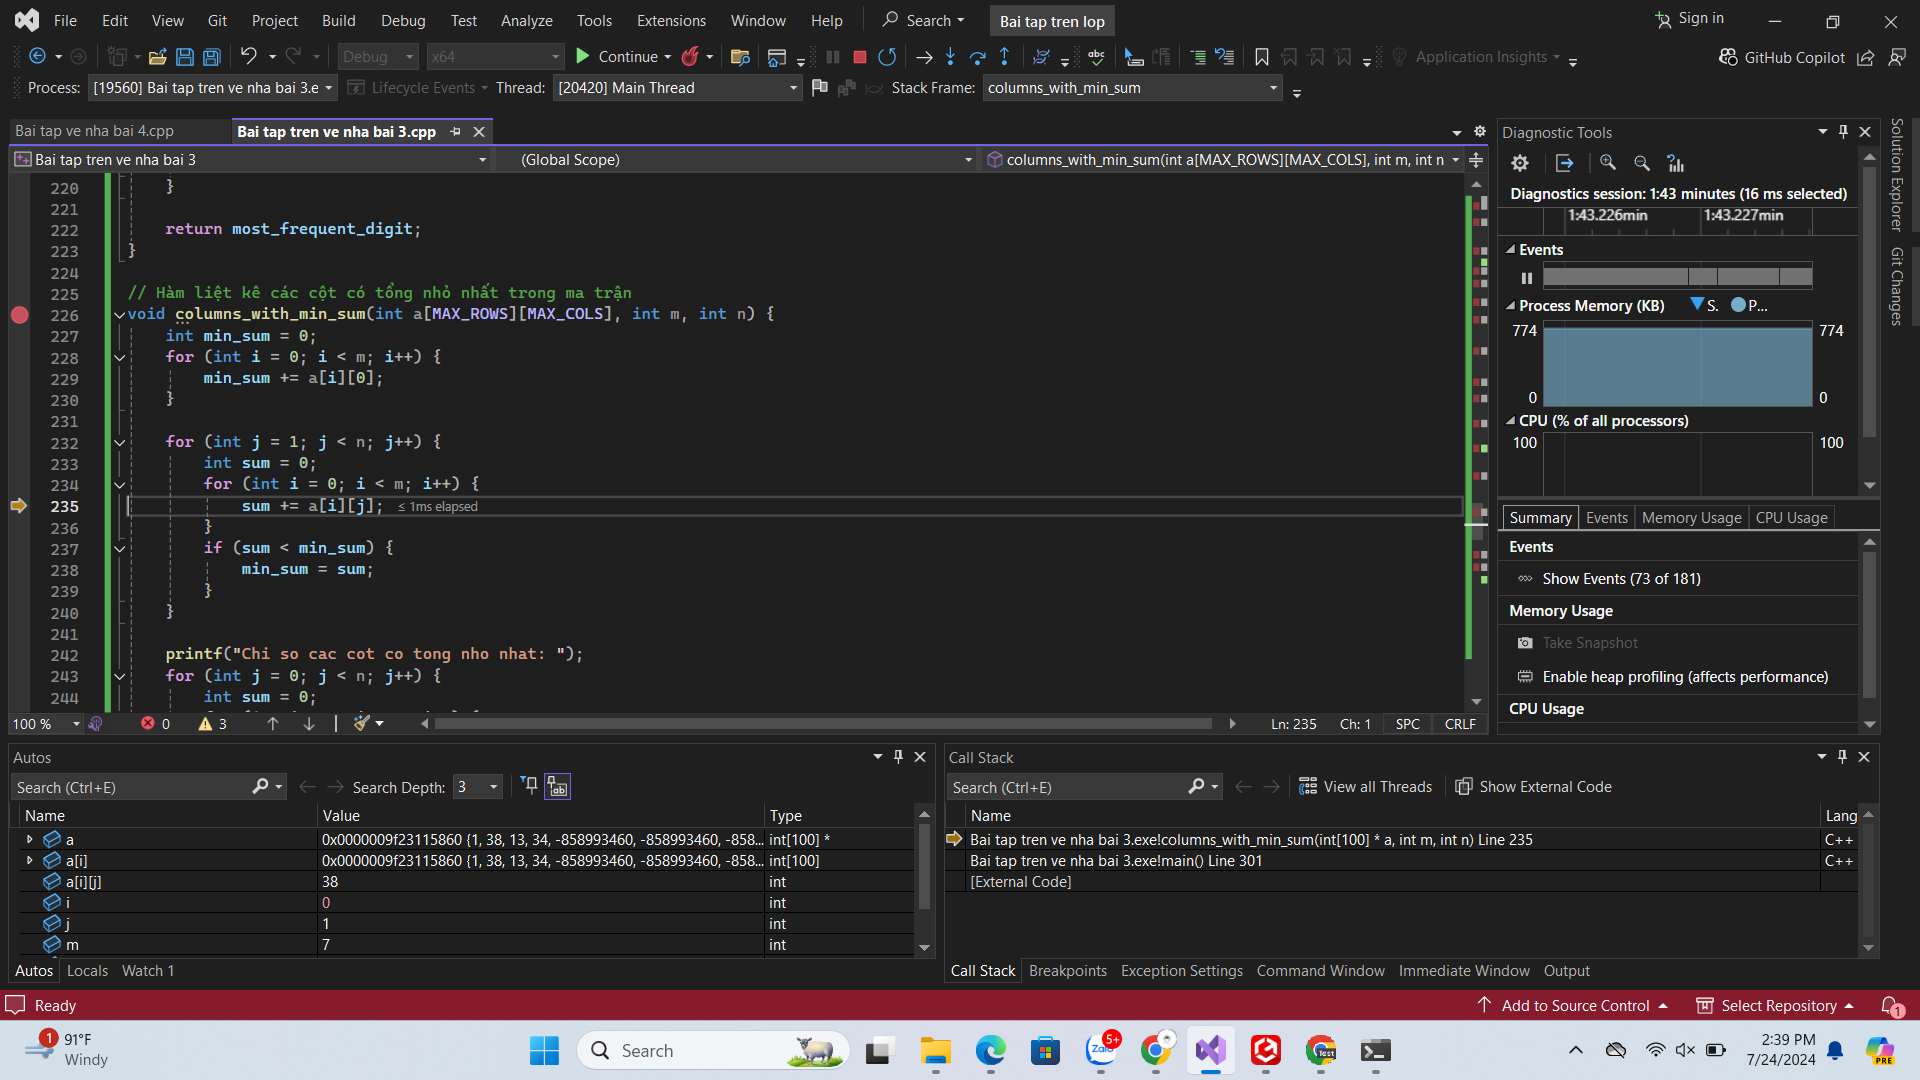 File Edit View Git Project Build Debug Test Analyze Tools Extensions Window Help Search Bai tap tren lop Sign in
Debug x64 Continue Application Insights GitHub Copilot
Process: [19560] Bai tap tren ve nha bai 3.e Lifecycle Events Thread: [20420] Main Thread Stack Frame: columns_with_min_sum
Bai tap ve nha bai 4.cpp Bai tap tren ve nha bai 3.cpp
Bai tap tren ve nha bai 3 (Global Scope) columns_with_min_sum(int a[MAX_ROWS][MAX_COLS], int m, int n
220 }
221
222 return most_frequent_digit;
223 }
224
225 // Hàm liệt kê các cột có tổng nhỏ nhất trong ma trận
226 void columns_with_min_sum(int a[MAX_ROWS][MAX_COLS], int m, int n) {
227 int min_sum = 0;
228 for (int i = 0; i < m; i++) {
229 min_sum += a[i][0];
230 }
231
232 for (int j = 1; j < n; j++) {
233 int sum = 0;
234 for (int i = 0; i < m; i++) {
235 sum += a[i][j]; ≤ 1ms elapsed
236 }
237 if (sum < min_sum) {
238 min_sum = sum;
239 }
240 }
241
242 printf("Chi so cac cot co tong nho nhat: ");
243 for (int j = 0; j < n; j++) {
244 int sum = 0;
100 % 0 3 Ln: 235 Ch: 1 SPC CRLF
Diagnostic Tools
Diagnostics session: 1:43 minutes (16 ms selected)
1:43.226min 1:43.227min
Events
Process Memory (KB) S. P...
774 774
0 0
CPU (% of all processors)
100 100
Summary Events Memory Usage CPU Usage
Events
Show Events (73 of 181)
Memory Usage
Take Snapshot
Enable heap profiling (affects performance)
CPU Usage
Solution Explorer
Git Changes
Autos
Search (Ctrl+E) Search Depth: 3
Name Value Type
a 0x0000009f23115860 {1, 38, 13, 34, -858993460, -858993460, -858... int[100] *
a[i] 0x0000009f23115860 {1, 38, 13, 34, -858993460, -858993460, -858... int[100]
a[i][j] 38 int
i 0 int
j 1 int
m 7 int
Autos Locals Watch 1
Call Stack
Search (Ctrl+E) View all Threads Show External Code
Name Lang
Bai tap tren ve nha bai 3.exe!columns_with_min_sum(int[100] * a, int m, int n) Line 235 C++
Bai tap tren ve nha bai 3.exe!main() Line 301 C++
[External Code]
Call Stack Breakpoints Exception Settings Command Window Immediate Window Output
Ready Add to Source Control Select Repository 1
1 91°F
Windy
Search
5+
Zalo
Test
2:39 PM
7/24/2024
PRE